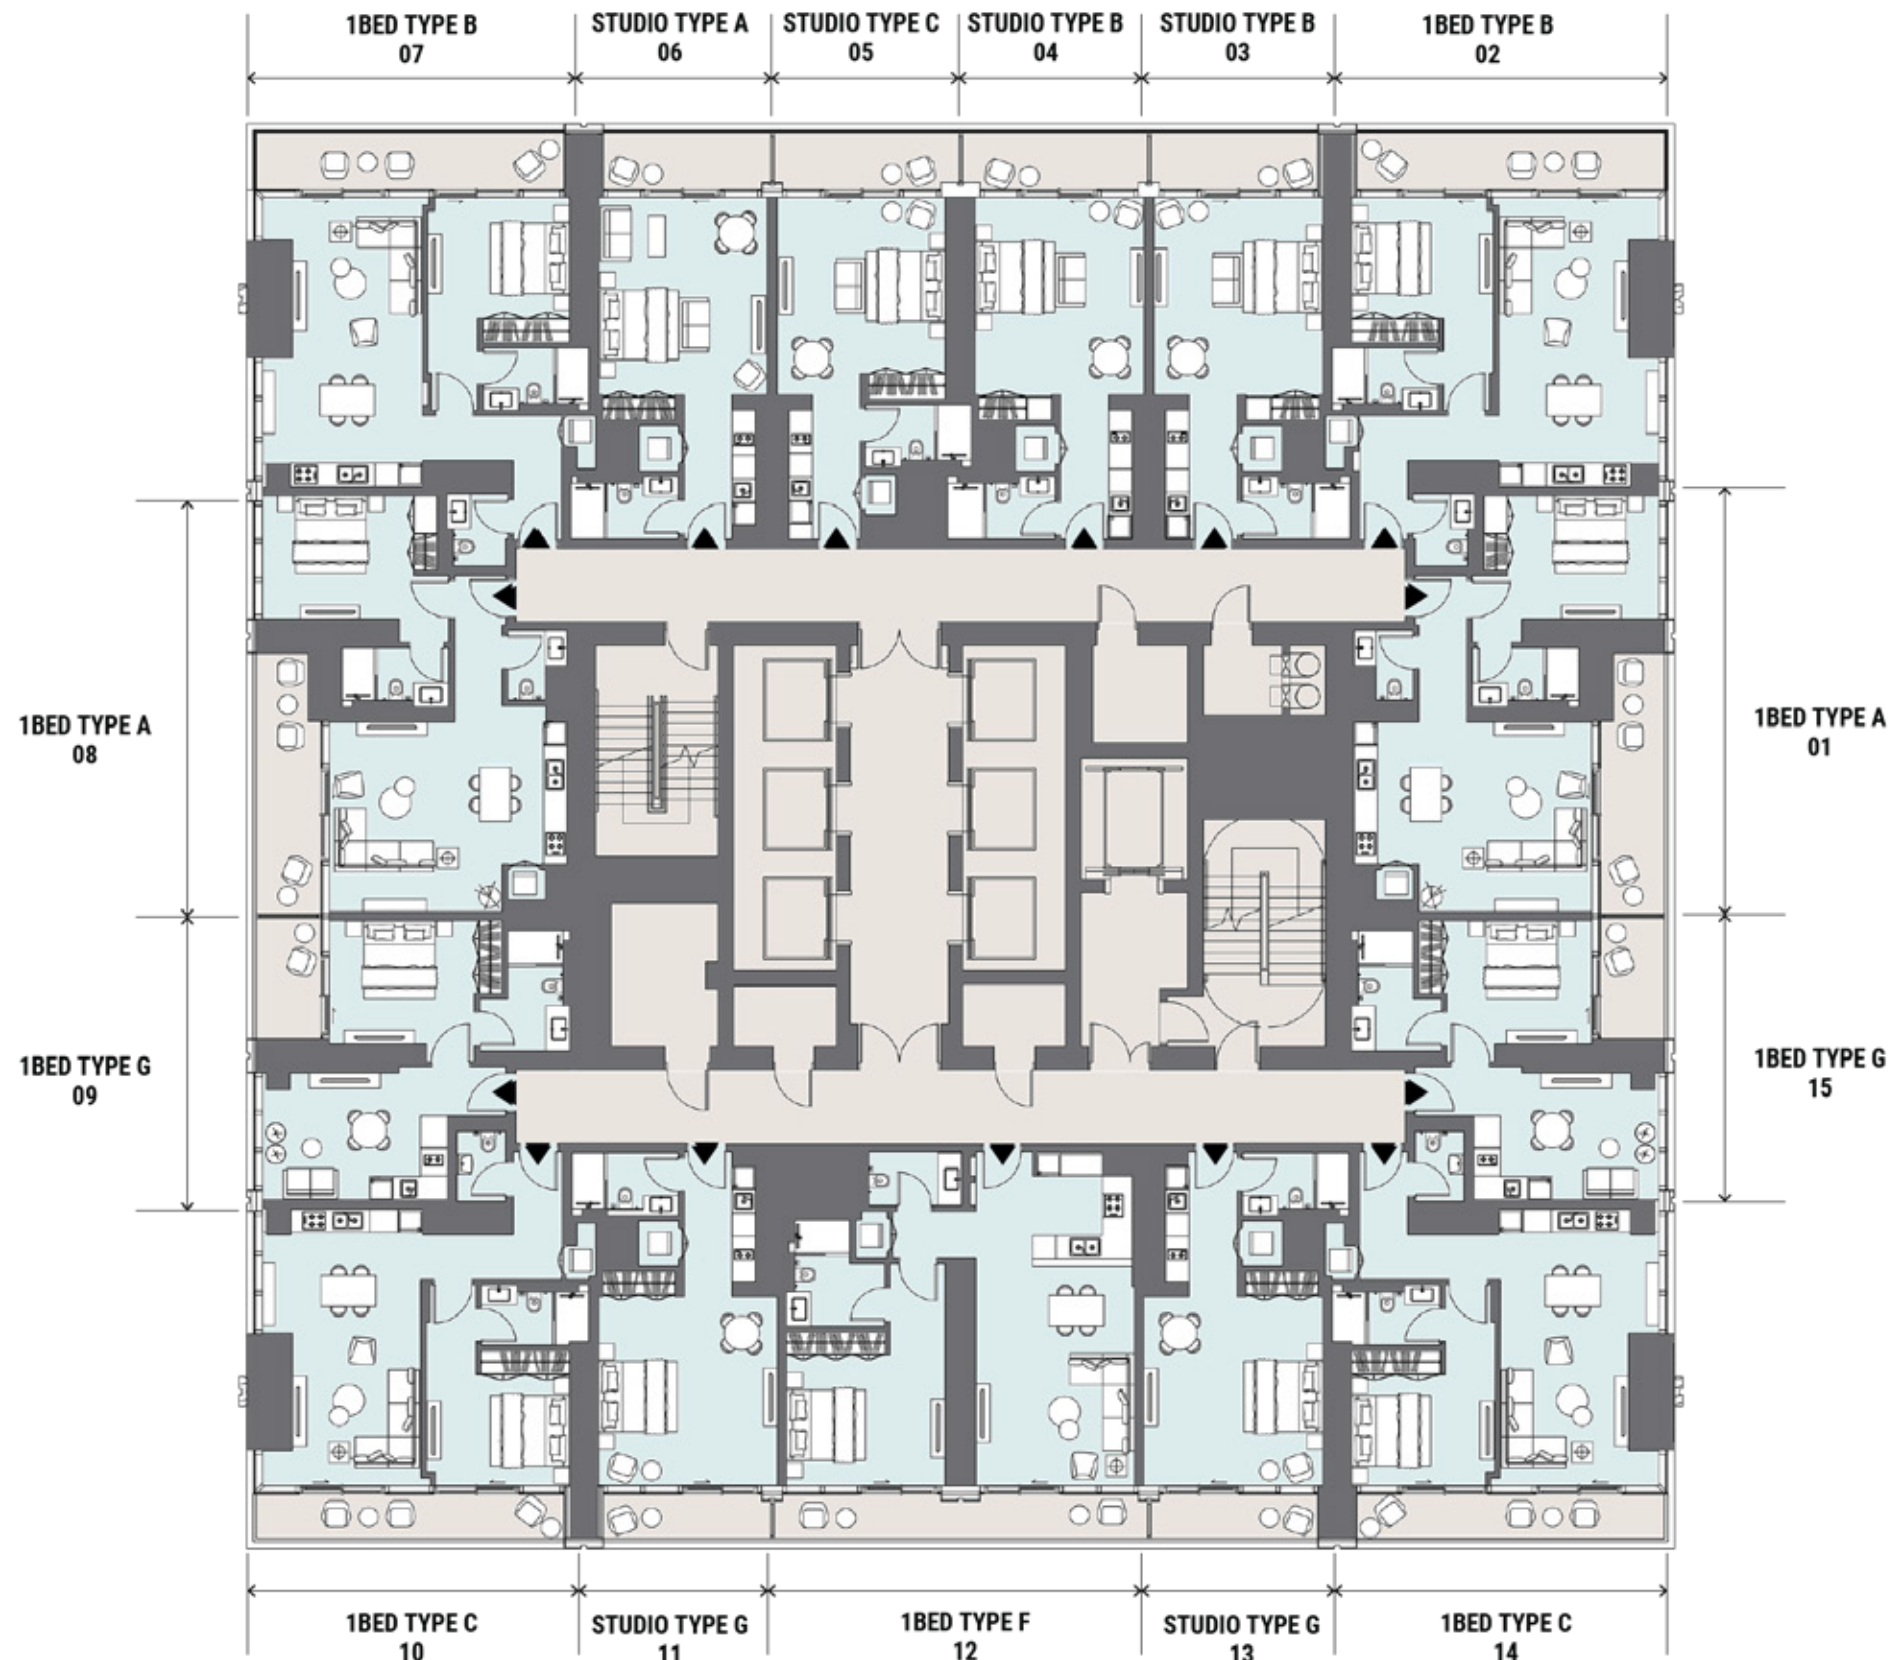 1BED TYPE B
07
STUDIO TYPE A
06
STUDIO TYPE C
05
STUDIO TYPE B
04
STUDIO TYPE B
03
1BED TYPE B
02
1BED TYPE A
08
1BED TYPE A
01
1BED TYPE G
09
1BED TYPE G
15
1BED TYPE C
10
STUDIO TYPE G
11
1BED TYPE F
12
STUDIO TYPE G
13
1BED TYPE C
14